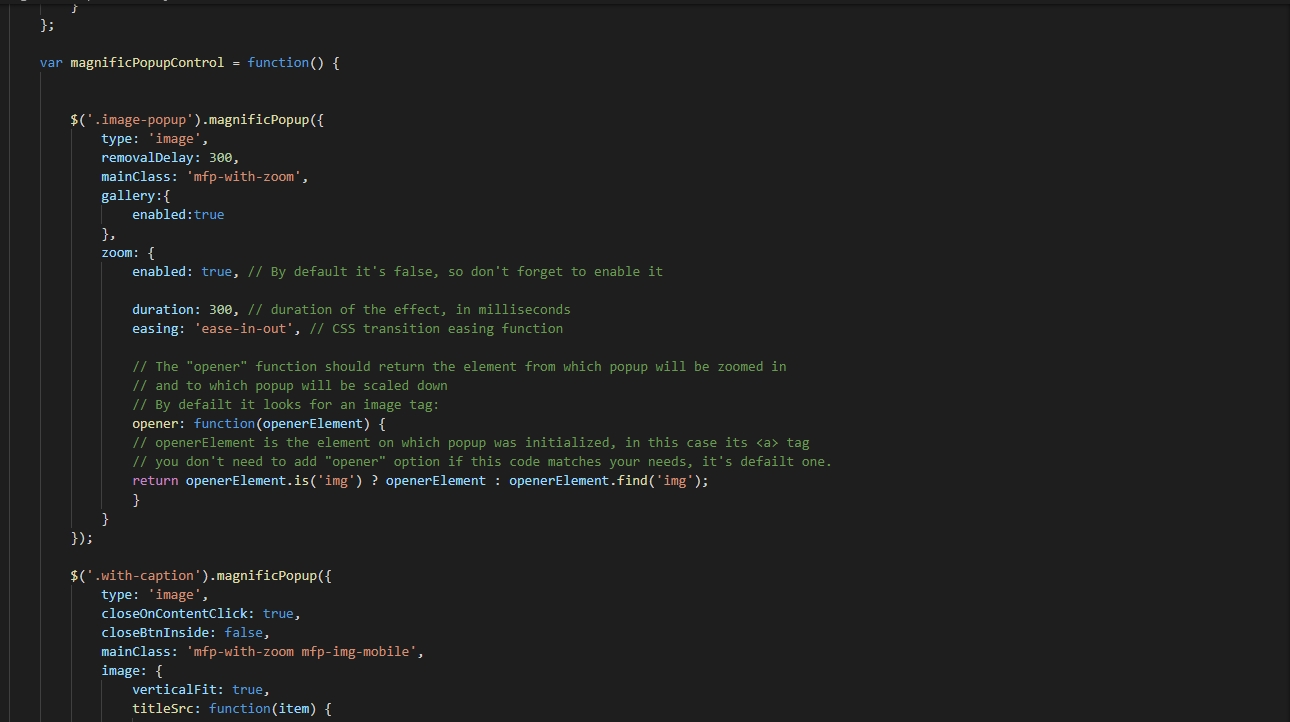 }
};
var magnificPopupControl = function() {
$('.image-popup').magnificPopup({
type: 'image',
removalDelay: 300,
mainClass: 'mfp-with-zoom',
gallery:{
enabled:true
},
zoom: {
enabled: true, // By default it's false, so don't forget to enable it
duration: 300, // duration of the effect, in milliseconds
easing: 'ease-in-out', // CSS transition easing function
// The "opener" function should return the element from which popup will be zoomed in
// and to which popup will be scaled down
// By defailt it looks for an image tag:
opener: function(openerElement) {
// openerElement is the element on which popup was initialized, in this case its <a> tag
// you don't need to add "opener" option if this code matches your needs, it's defailt one.
return openerElement.is('img') ? openerElement : openerElement.find('img');
}
}
});
$('.with-caption').magnificPopup({
type: 'image',
closeOnContentClick: true,
closeBtnInside: false,
mainClass: 'mfp-with-zoom mfp-img-mobile',
image: {
verticalFit: true,
titleSrc: function(item) {